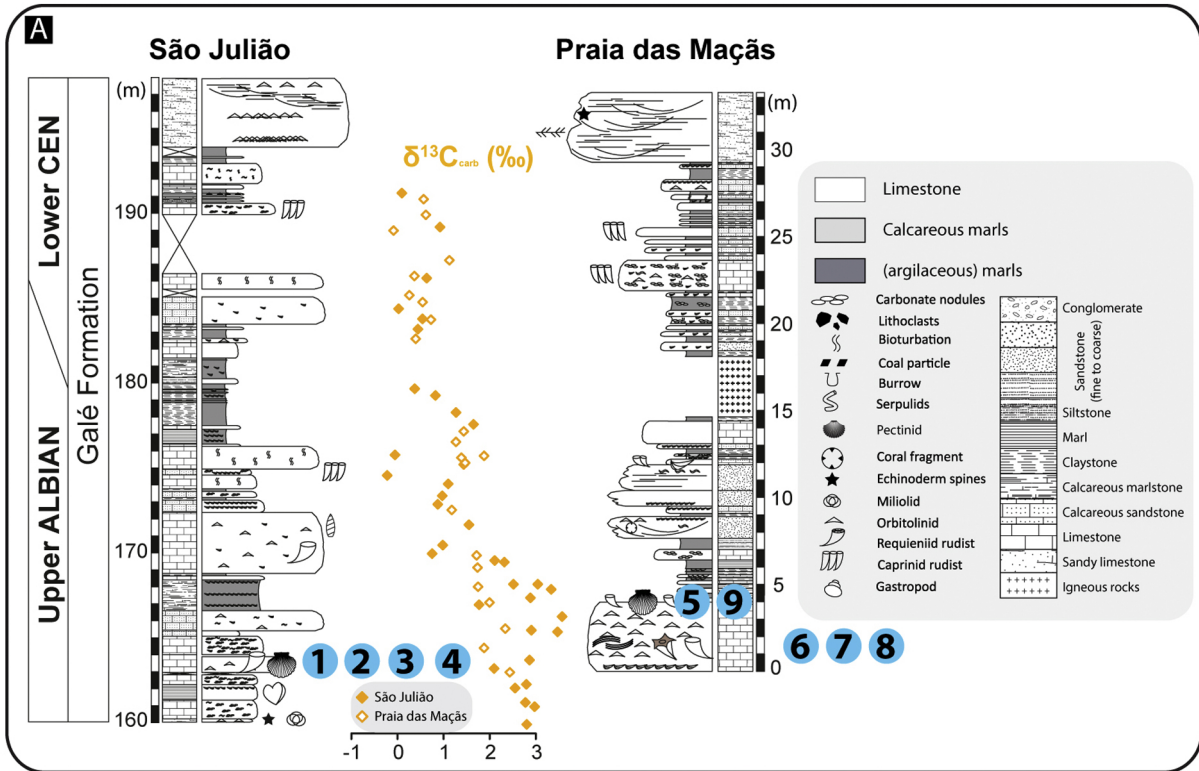 A
São Julião
Praia das Maçãs
(m)
(m)
Lower CEN
Upper ALBIAN
Galé Formation
190
180
170
160
δ13Ccarb (‰)
30
25
20
15
10
5
0
1 2 3 4
5 9
6 7 8
São Julião
Praia das Maçãs
-1 0 1 2 3
Limestone
Calcareous marls
(argilaceous) marls
Carbonate nodules
Lithoclasts
Bioturbation
Coal particle
Burrow
Serpulids
Pectinid
Coral fragment
Echinoderm spines
Miliolid
Orbitolinid
Requieniid rudist
Caprinid rudist
Gastropod
Conglomerate
Sandstone
(fine to coarse)
Siltstone
Marl
Claystone
Calcareous marlstone
Calcareous sandstone
Limestone
Sandy limestone
Igneous rocks